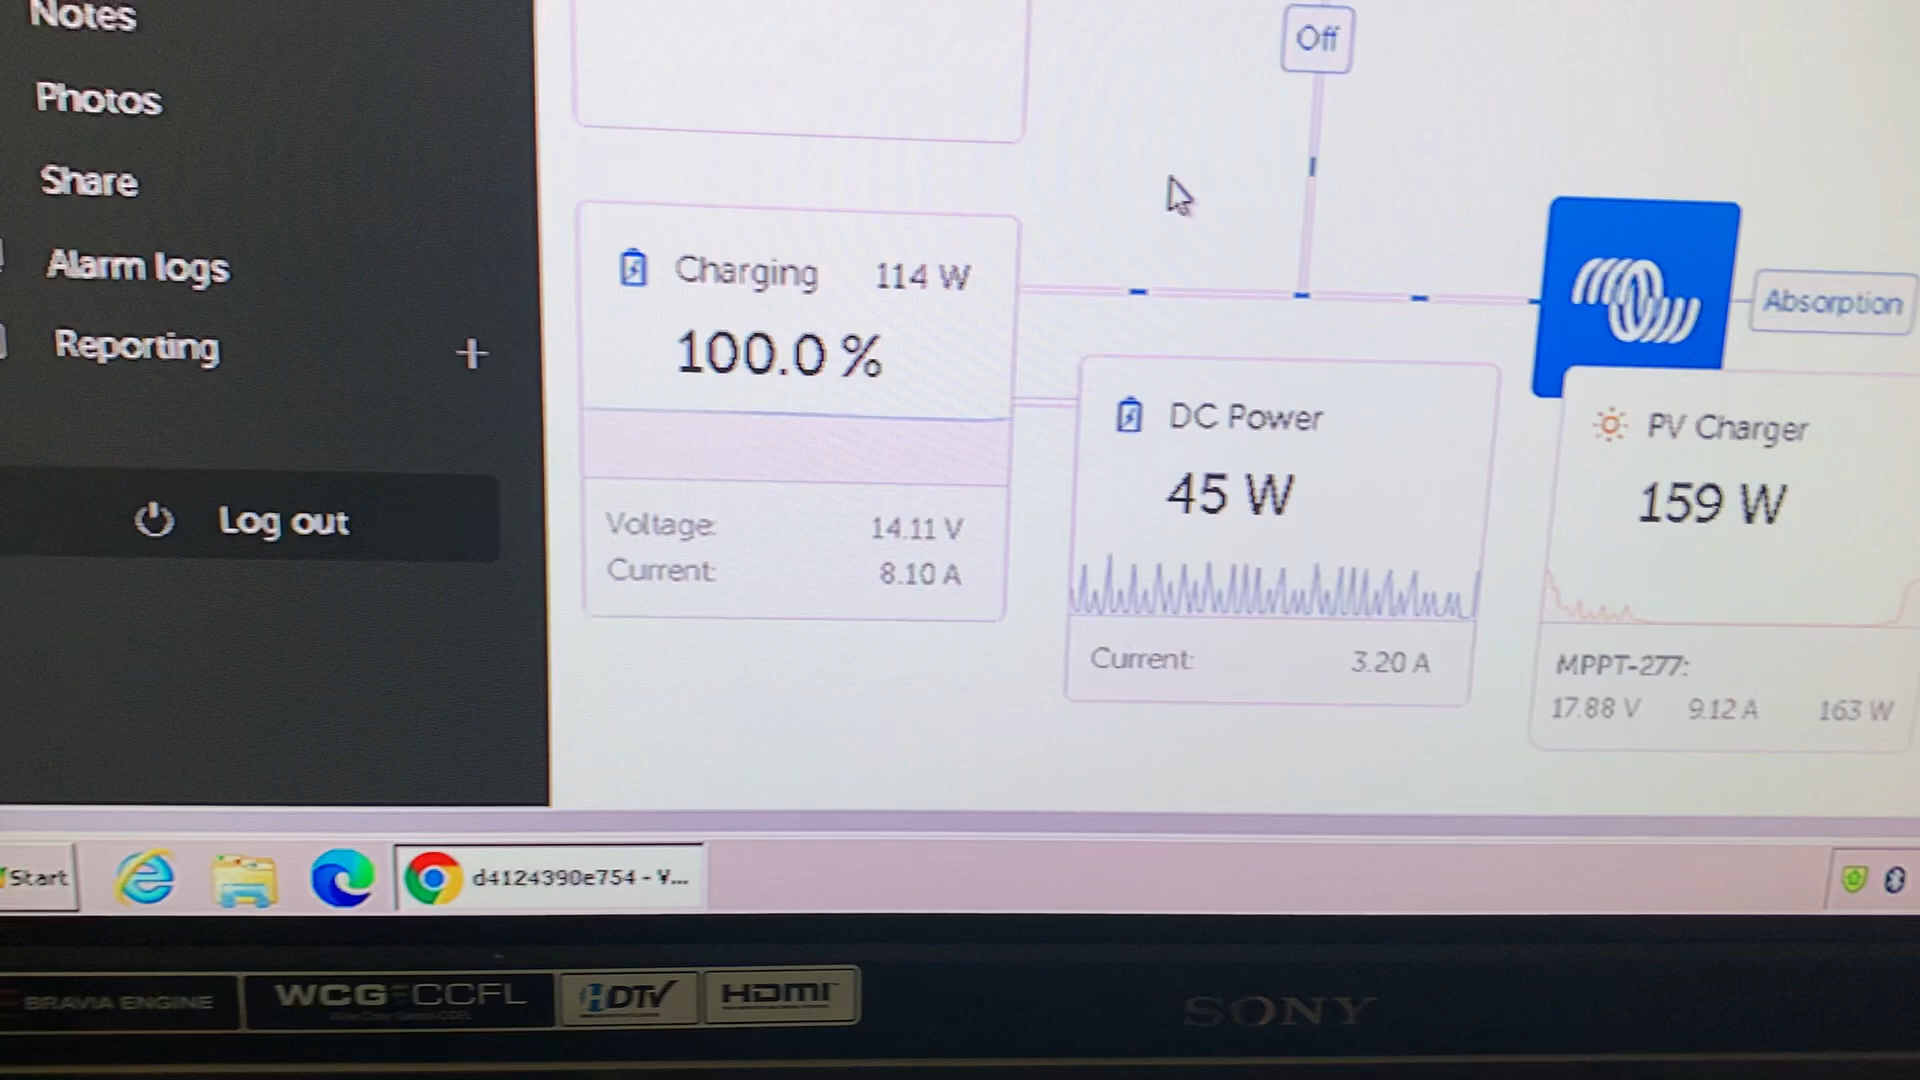 Notes
Photos
Share
Alarm logs
Reporting +
Log out
Off
Charging 114 W
100.0 %
Voltage: 14.11 V
Current: 8.10 A
DC Power
45 W
Current: 3.20 A
Absorption
PV Charger
159 W
MPPT-277:
17.88 V 9.12 A 163 W
Start
d4124390e754 - V...
BRAVIA ENGINE
WCG-CCFL
HDTV
HDMI
SONY